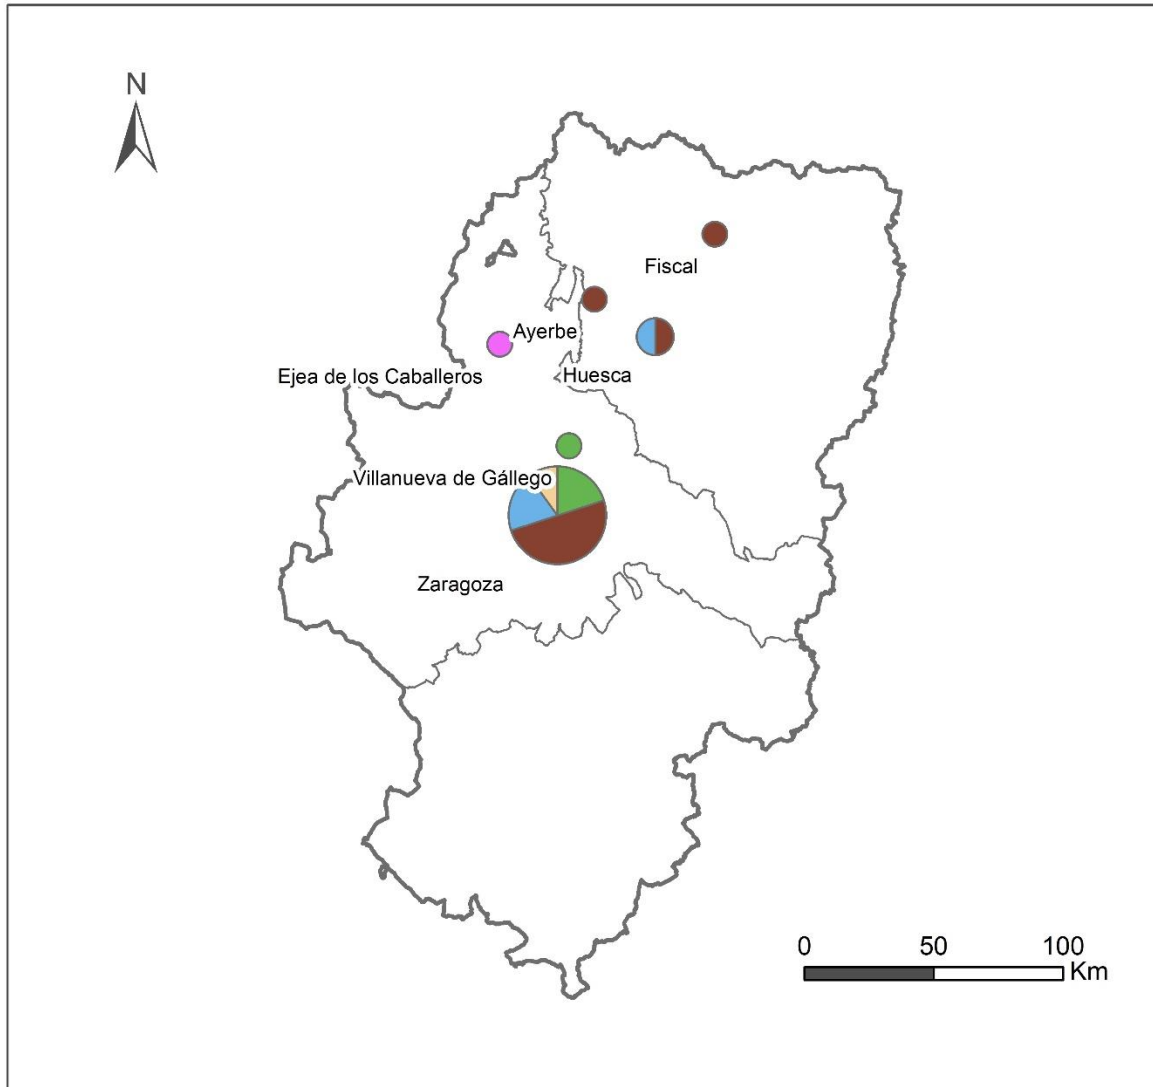 N
Fiscal
Ayerbe
Ejea de los Caballeros
Huesca
Villanueva de Gállego
Zaragoza
0 50 100
Km